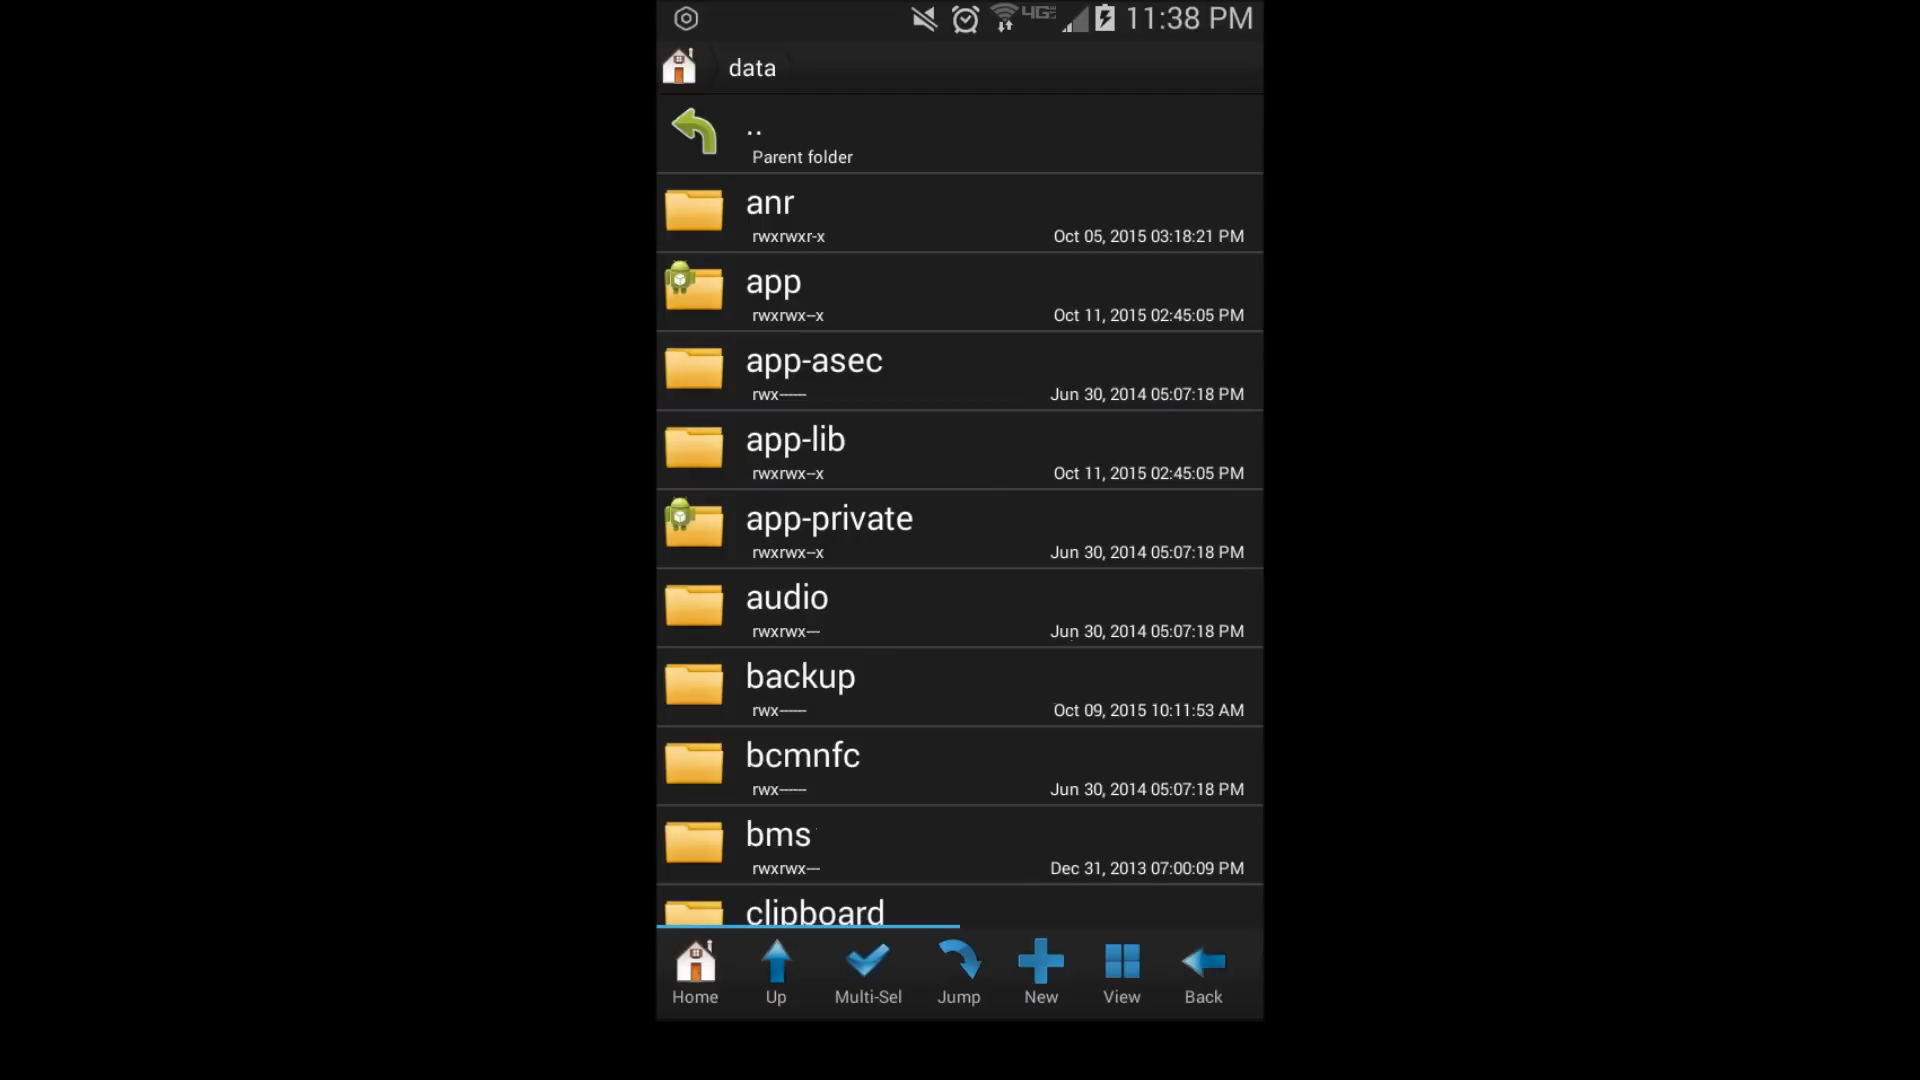 4G 11:38 PM
data
..
Parent folder
anr
rwxrwxr-x Oct 05, 2015 03:18:21 PM
app
rwxrwx--x Oct 11, 2015 02:45:05 PM
app-asec
rwx------ Jun 30, 2014 05:07:18 PM
app-lib
rwxrwx--x Oct 11, 2015 02:45:05 PM
app-private
rwxrwx--x Jun 30, 2014 05:07:18 PM
audio
rwxrwx--- Jun 30, 2014 05:07:18 PM
backup
rwx------ Oct 09, 2015 10:11:53 AM
bcmnfc
rwx------ Jun 30, 2014 05:07:18 PM
bms
rwxrwx--- Dec 31, 2013 07:00:09 PM
clipboard
Home Up Multi-Sel Jump New View Back